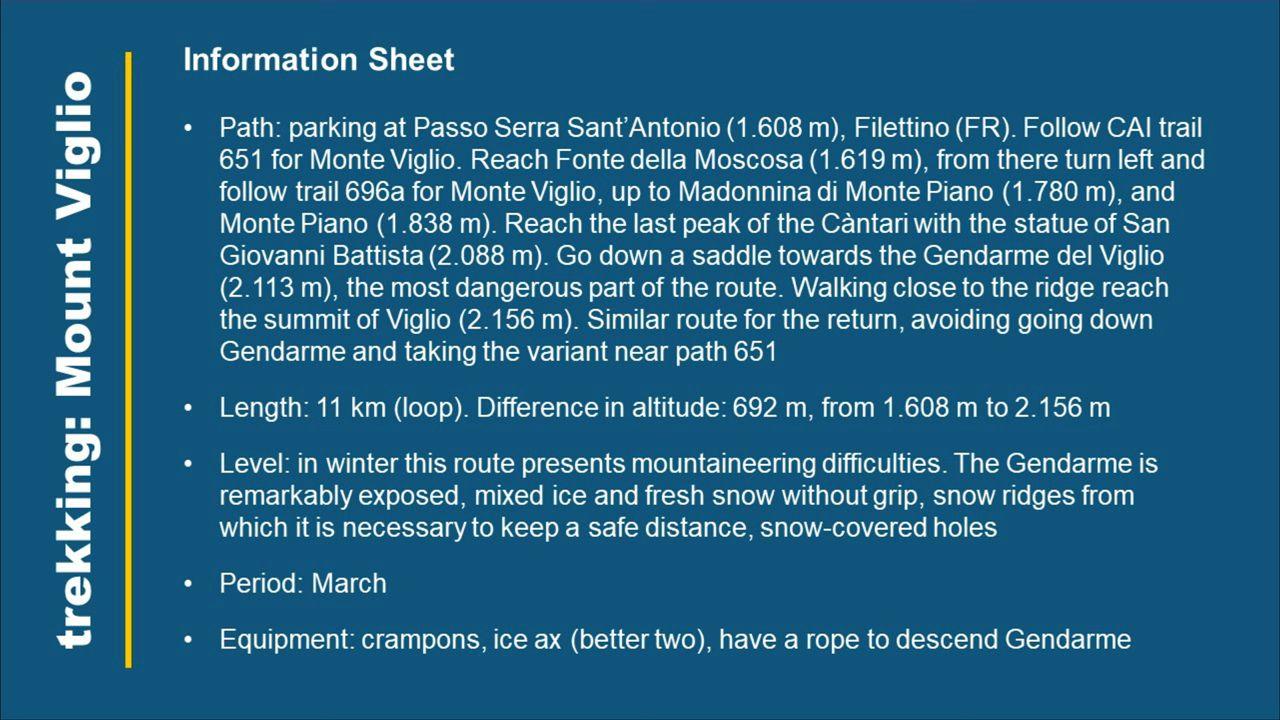 trekking: Mount Viglio
Information Sheet
• Path: parking at Passo Serra Sant’Antonio (1.608 m), Filettino (FR). Follow CAI trail
651 for Monte Viglio. Reach Fonte della Moscosa (1.619 m), from there turn left and
follow trail 696a for Monte Viglio, up to Madonnina di Monte Piano (1.780 m), and
Monte Piano (1.838 m). Reach the last peak of the Càntari with the statue of San
Giovanni Battista (2.088 m). Go down a saddle towards the Gendarme del Viglio
(2.113 m), the most dangerous part of the route. Walking close to the ridge reach
the summit of Viglio (2.156 m). Similar route for the return, avoiding going down
Gendarme and taking the variant near path 651
• Length: 11 km (loop). Difference in altitude: 692 m, from 1.608 m to 2.156 m
• Level: in winter this route presents mountaineering difficulties. The Gendarme is
remarkably exposed, mixed ice and fresh snow without grip, snow ridges from
which it is necessary to keep a safe distance, snow-covered holes
• Period: March
• Equipment: crampons, ice ax (better two), have a rope to descend Gendarme